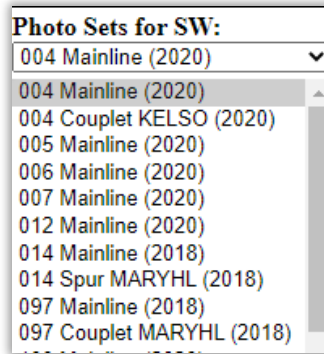 Photo Sets for SW:
004 Mainline (2020)
004 Mainline (2020)
004 Couplet KELSO (2020)
005 Mainline (2020)
006 Mainline (2020)
007 Mainline (2020)
012 Mainline (2020)
014 Mainline (2018)
014 Spur MARYHL (2018)
097 Mainline (2018)
097 Couplet MARYHL (2018)